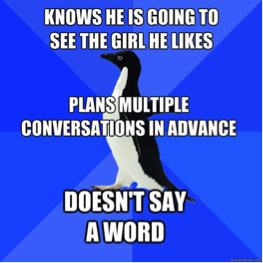 KNOWS HE IS GOING TO
SEE THE GIRL HE LIKES
PLANS MULTIPLE
CONVERSATIONS IN ADVANCE
DOESN'T SAY
A WORD